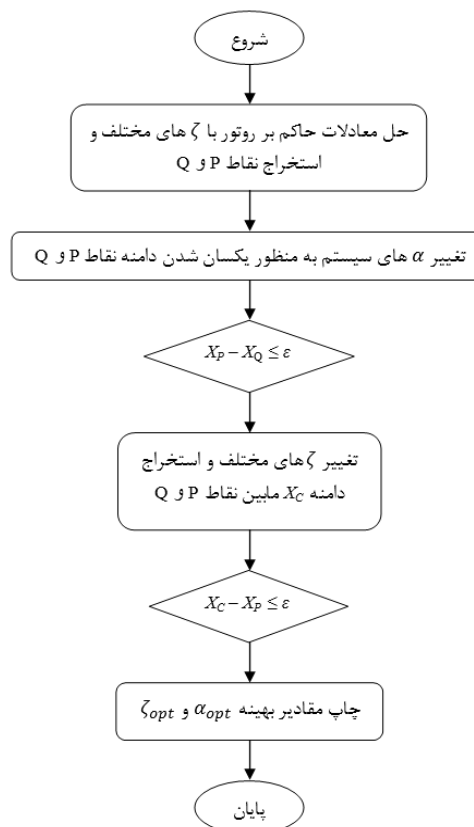 شروع
حل معادلات حاکم بر روتور با ζ های مختلف و
استخراج نقاط P و Q
تغییر α های سیستم به منظور یکسان شدن دامنه نقاط P و Q
X_P − X_Q ≤ ε
تغییر ζ های مختلف و استخراج
دامنه X_C مابین نقاط P و Q
X_C − X_P ≤ ε
چاپ مقادیر بهینه α_opt و ζ_opt
پایان